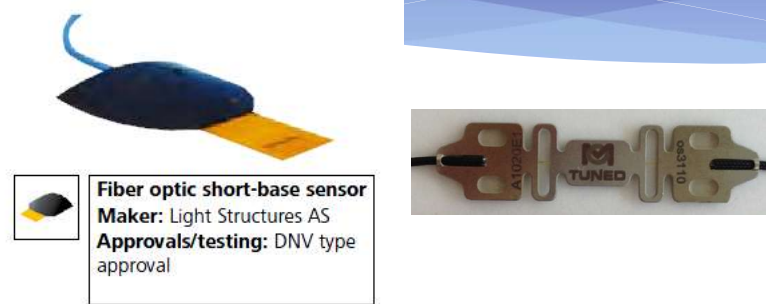 Fiber optic short-base sensor
Maker: Light Structures AS
Approvals/testing: DNV type
approval
A1020E1
TUNED
os3110